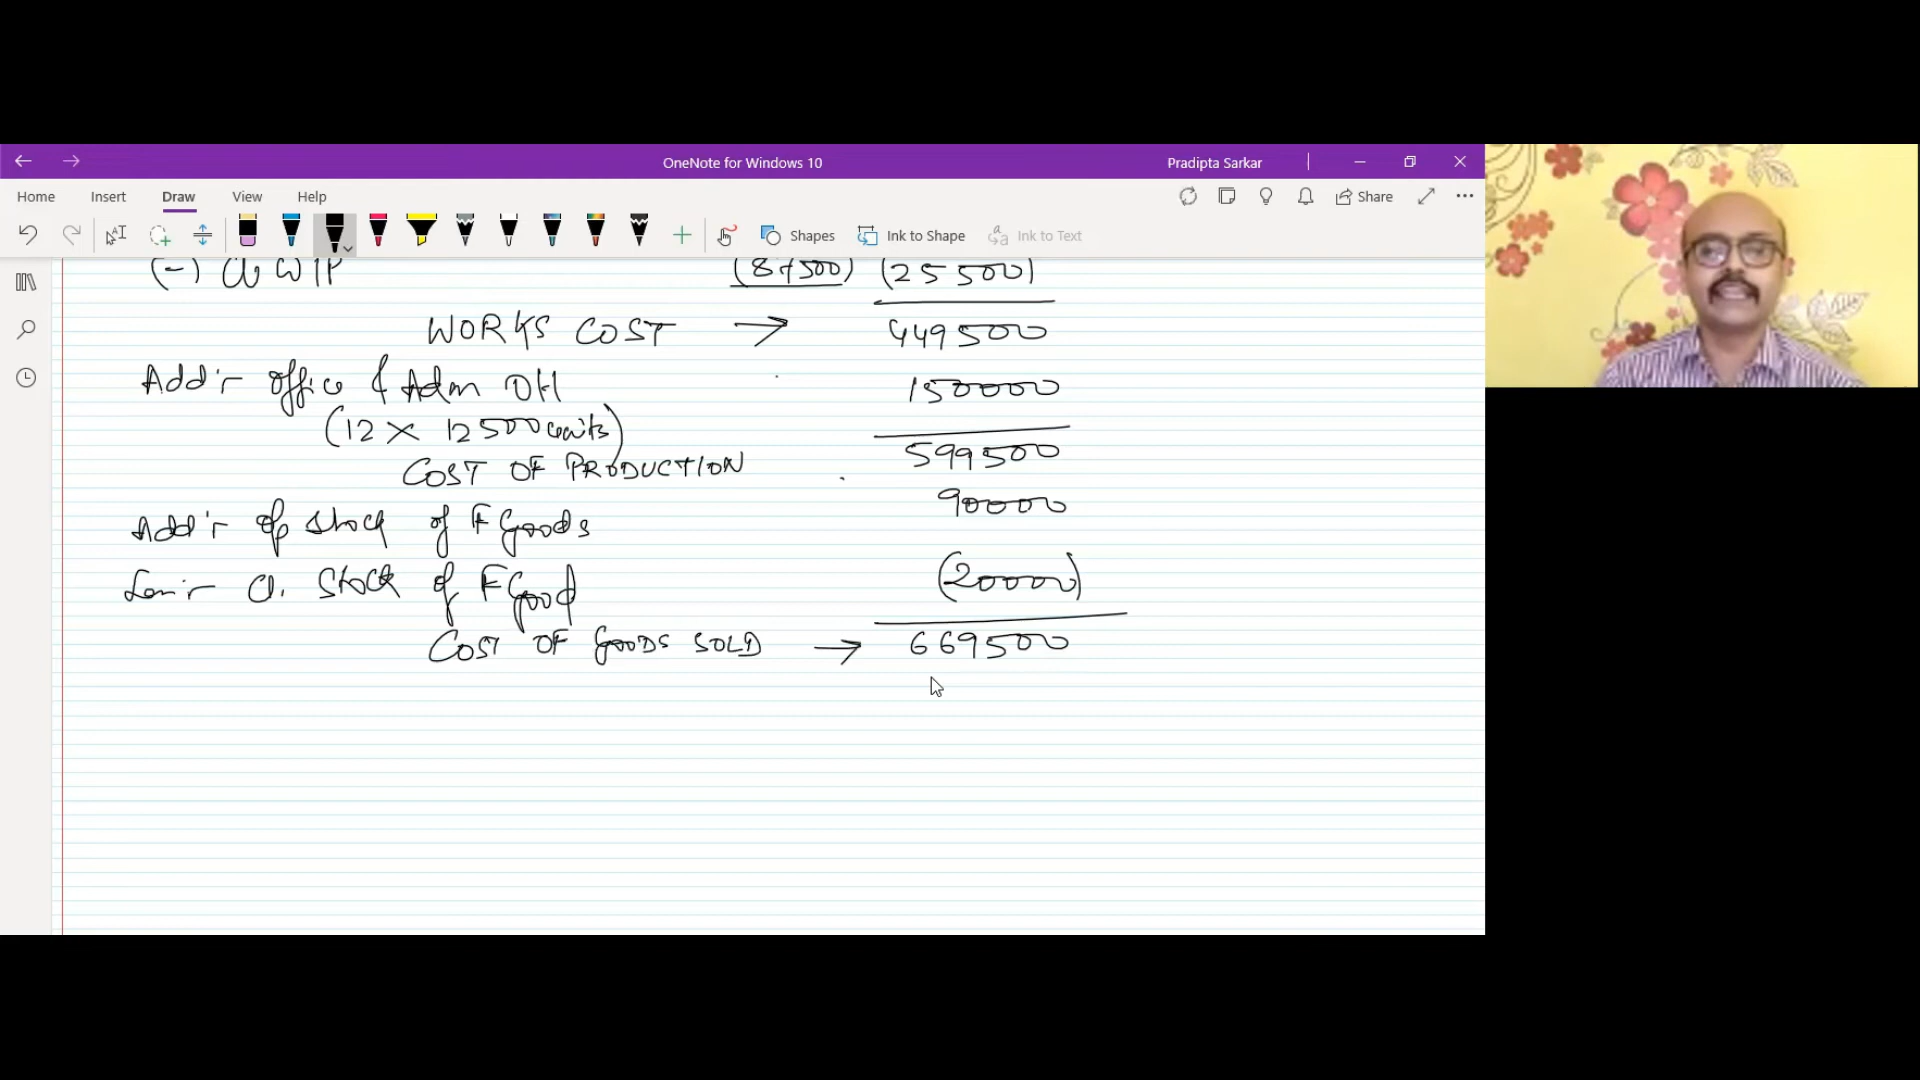 OneNote for Windows 10
Pradipta Sarkar
Home Insert Draw View Help
Share
Shapes Ink to Shape Ink to Text
(-) Cl WIP (87500) (25500)
WORKS COST → 449500
Add:- office & Adm OH 150000
(12 × 12500 units)
599500
COST OF PRODUCTION
90000
Add:- Op stock of F Goods
Less:- Cl. Stock of F Good (20000)
COST OF GOODS SOLD → 669500